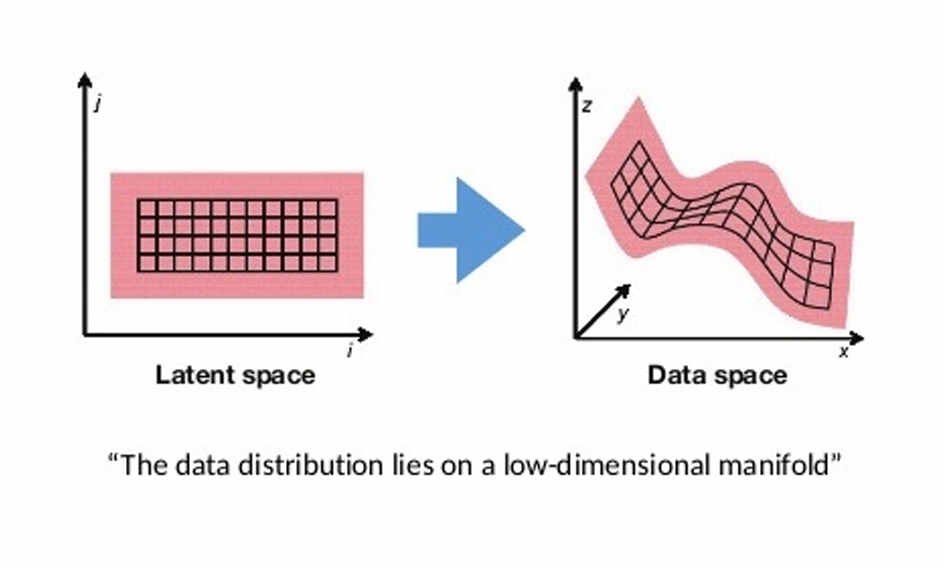 j
z
y
i
x
Latent space
Data space
“The data distribution lies on a low-dimensional manifold”